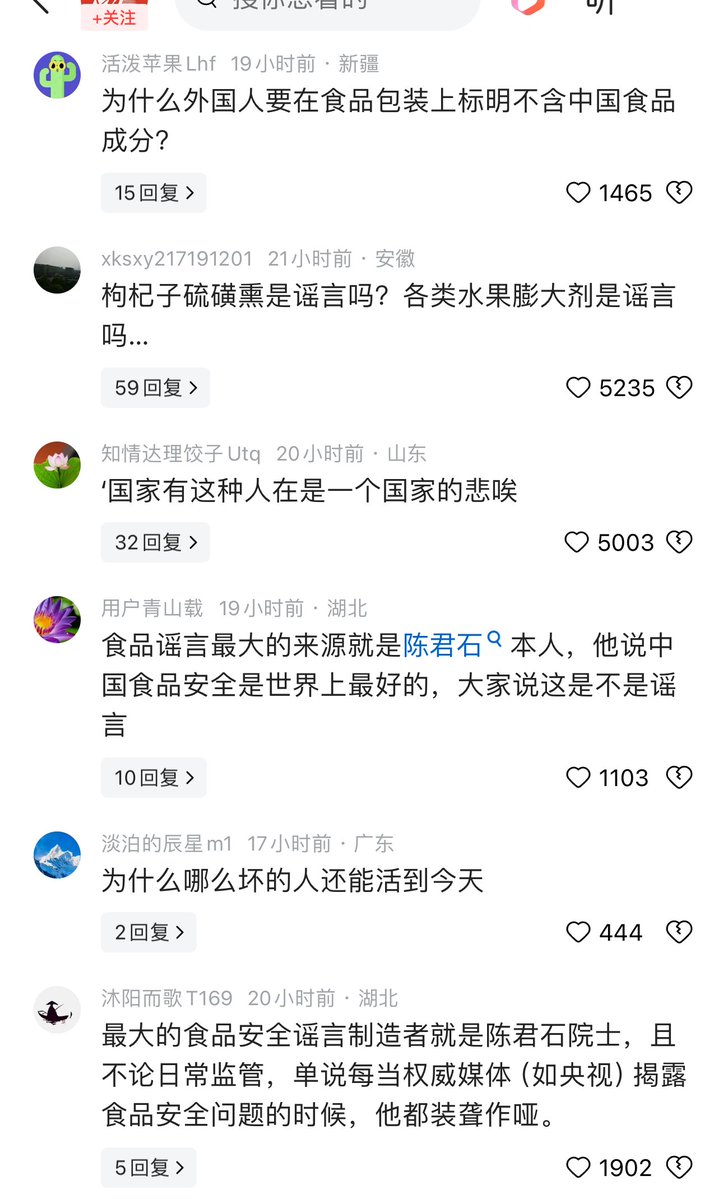 +关注
活泼苹果Lhf 19小时前 · 新疆
为什么外国人要在食品包装上标明不含中国食品
成分?
15回复 >
1465
xksxy217191201 21小时前 · 安徽
枸杞子硫磺熏是谣言吗？各类水果膨大剂是谣言
吗...
59回复 >
5235
知情达理饺子Utq 20小时前 · 山东
‘国家有这种人在是一个国家的悲唉
32回复 >
5003
用户青山载 19小时前 · 湖北
食品谣言最大的来源就是陈君石 本人，他说中
国食品安全是世界上最好的，大家说这是不是谣
言
10回复 >
1103
淡泊的辰星m1 17小时前 · 广东
为什么哪么坏的人还能活到今天
2回复 >
444
沐阳而歌T169 20小时前 · 湖北
最大的食品安全谣言制造者就是陈君石院士，且
不论日常监管，单说每当权威媒体（如央视）揭露
食品安全问题的时候，他都装聋作哑。
5回复 >
1902